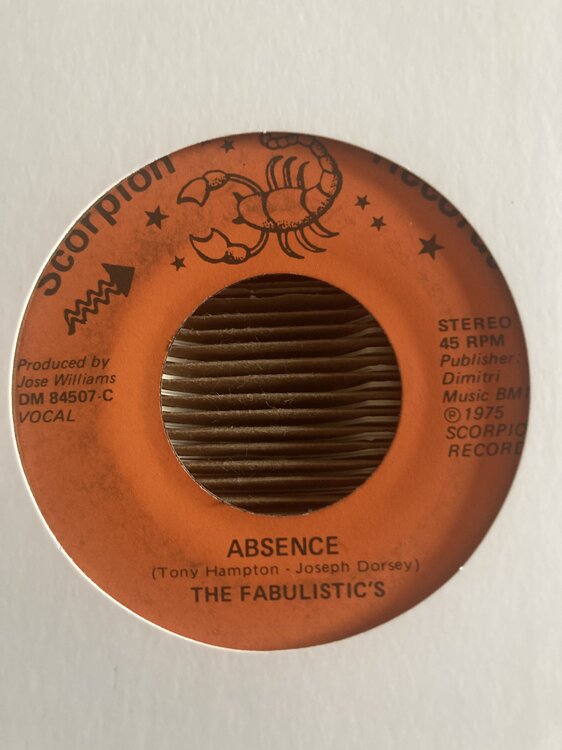 Scorpion Records
Produced by
Jose Williams
DM 84507-C
VOCAL
STEREO
45 RPM
Publisher:
Dimitri
Music BMI
℗ 1975
SCORPIO
RECORD
ABSENCE
(Tony Hampton - Joseph Dorsey)
THE FABULISTIC'S